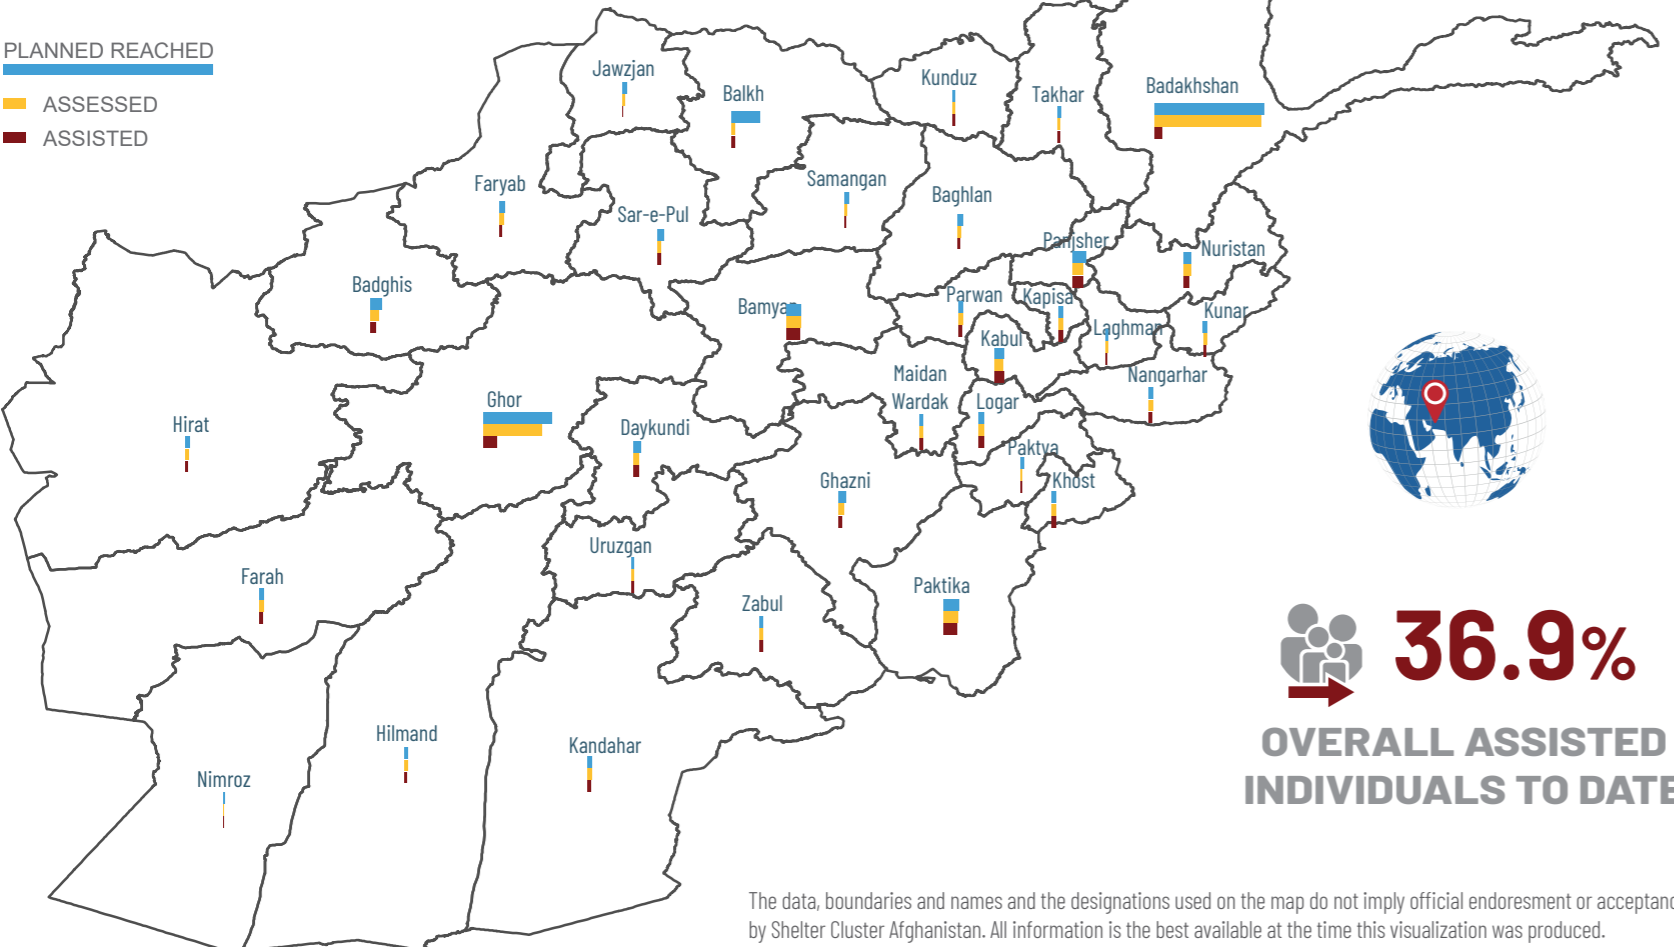 PLANNED REACHED
ASSESSED
ASSISTED
Jawzjan
Balkh
Kunduz
Takhar
Badakhshan
Faryab
Sar-e-Pul
Samangan
Baghlan
Panjsher
Nuristan
Badghis
Bamyan
Parwan
Kapisa
Kunar
Laghman
Kabul
Hirat
Ghor
Daykundi
Maidan
Wardak
Logar
Nangarhar
Paktya
Khost
Ghazni
Uruzgan
Farah
Zabul
Paktika
Hilmand
Kandahar
Nimroz
36.9%
OVERALL ASSISTED
INDIVIDUALS TO DATE
The data, boundaries and names and the designations used on the map do not imply official endoresment or acceptanc
by Shelter Cluster Afghanistan. All information is the best available at the time this visualization was produced.